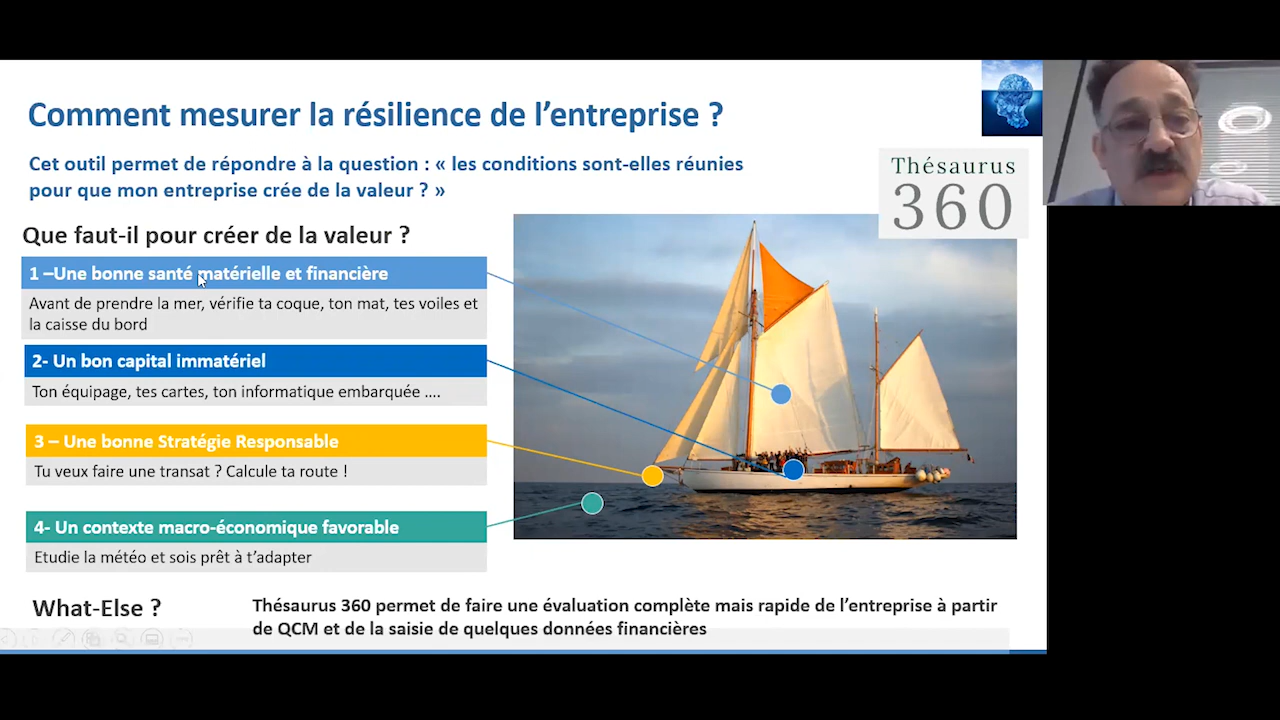 Comment mesurer la résilience de l’entreprise ?
Cet outil permet de répondre à la question : « les conditions sont-elles réunies
pour que mon entreprise crée de la valeur ? »
Thésaurus
360
Que faut-il pour créer de la valeur ?
1 –Une bonne santé matérielle et financière
Avant de prendre la mer, vérifie ta coque, ton mat, tes voiles et
la caisse du bord
2- Un bon capital immatériel
Ton équipage, tes cartes, ton informatique embarquée ....
3 – Une bonne Stratégie Responsable
Tu veux faire une transat ? Calcule ta route !
4- Un contexte macro-économique favorable
Etudie la météo et sois prêt à t’adapter
What-Else ?
Thésaurus 360 permet de faire une évaluation complète mais rapide de l’entreprise à partir
de QCM et de la saisie de quelques données financières